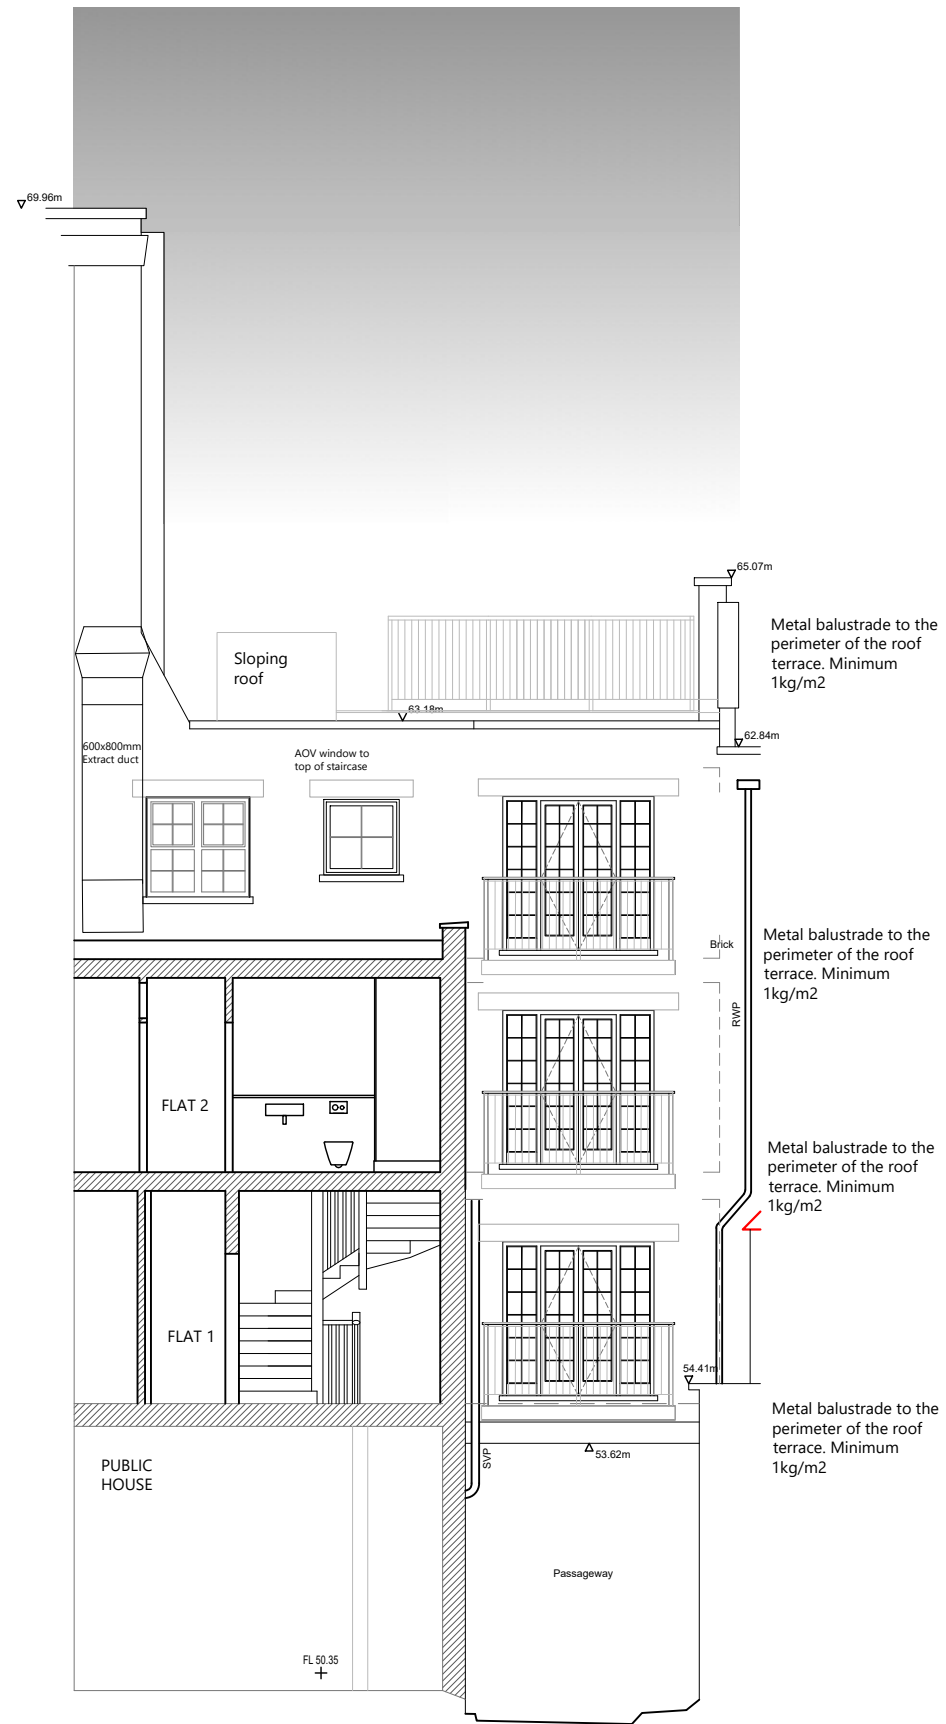 69.96m
65.07m
Metal balustrade to the
perimeter of the roof
terrace. Minimum
1kg/m2
Sloping
roof
63.18m
62.84m
600x800mm
Extract duct
AOV window to
top of staircase
Brick
Metal balustrade to the
perimeter of the roof
terrace. Minimum
1kg/m2
RWP
FLAT 2
Metal balustrade to the
perimeter of the roof
terrace. Minimum
1kg/m2
FLAT 1
54.41m
Metal balustrade to the
perimeter of the roof
terrace. Minimum
1kg/m2
53.62m
SVP
PUBLIC
HOUSE
Passageway
FL 50.35